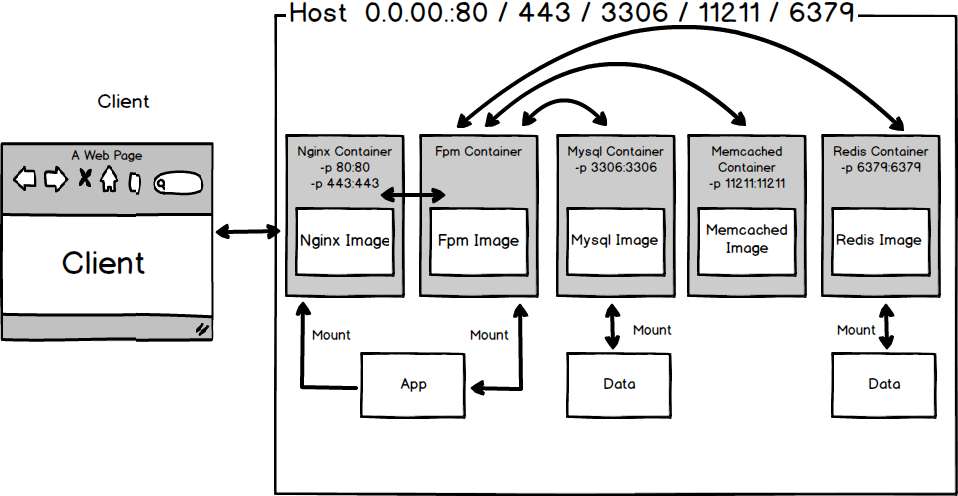 Host 0.0.00.:80 / 443 / 3306 / 11211 / 6379
Client
A Web Page
Client
Nginx Container
-p 80:80
-p 443:443
Nginx Image
Fpm Container
Fpm Image
Mysql Container
-p 3306:3306
Mysql Image
Memcached
Container
-p 11211:11211
Memcached
Image
Redis Container
-p 6379:6379
Redis Image
Mount
Mount
Mount
Mount
App
Data
Data